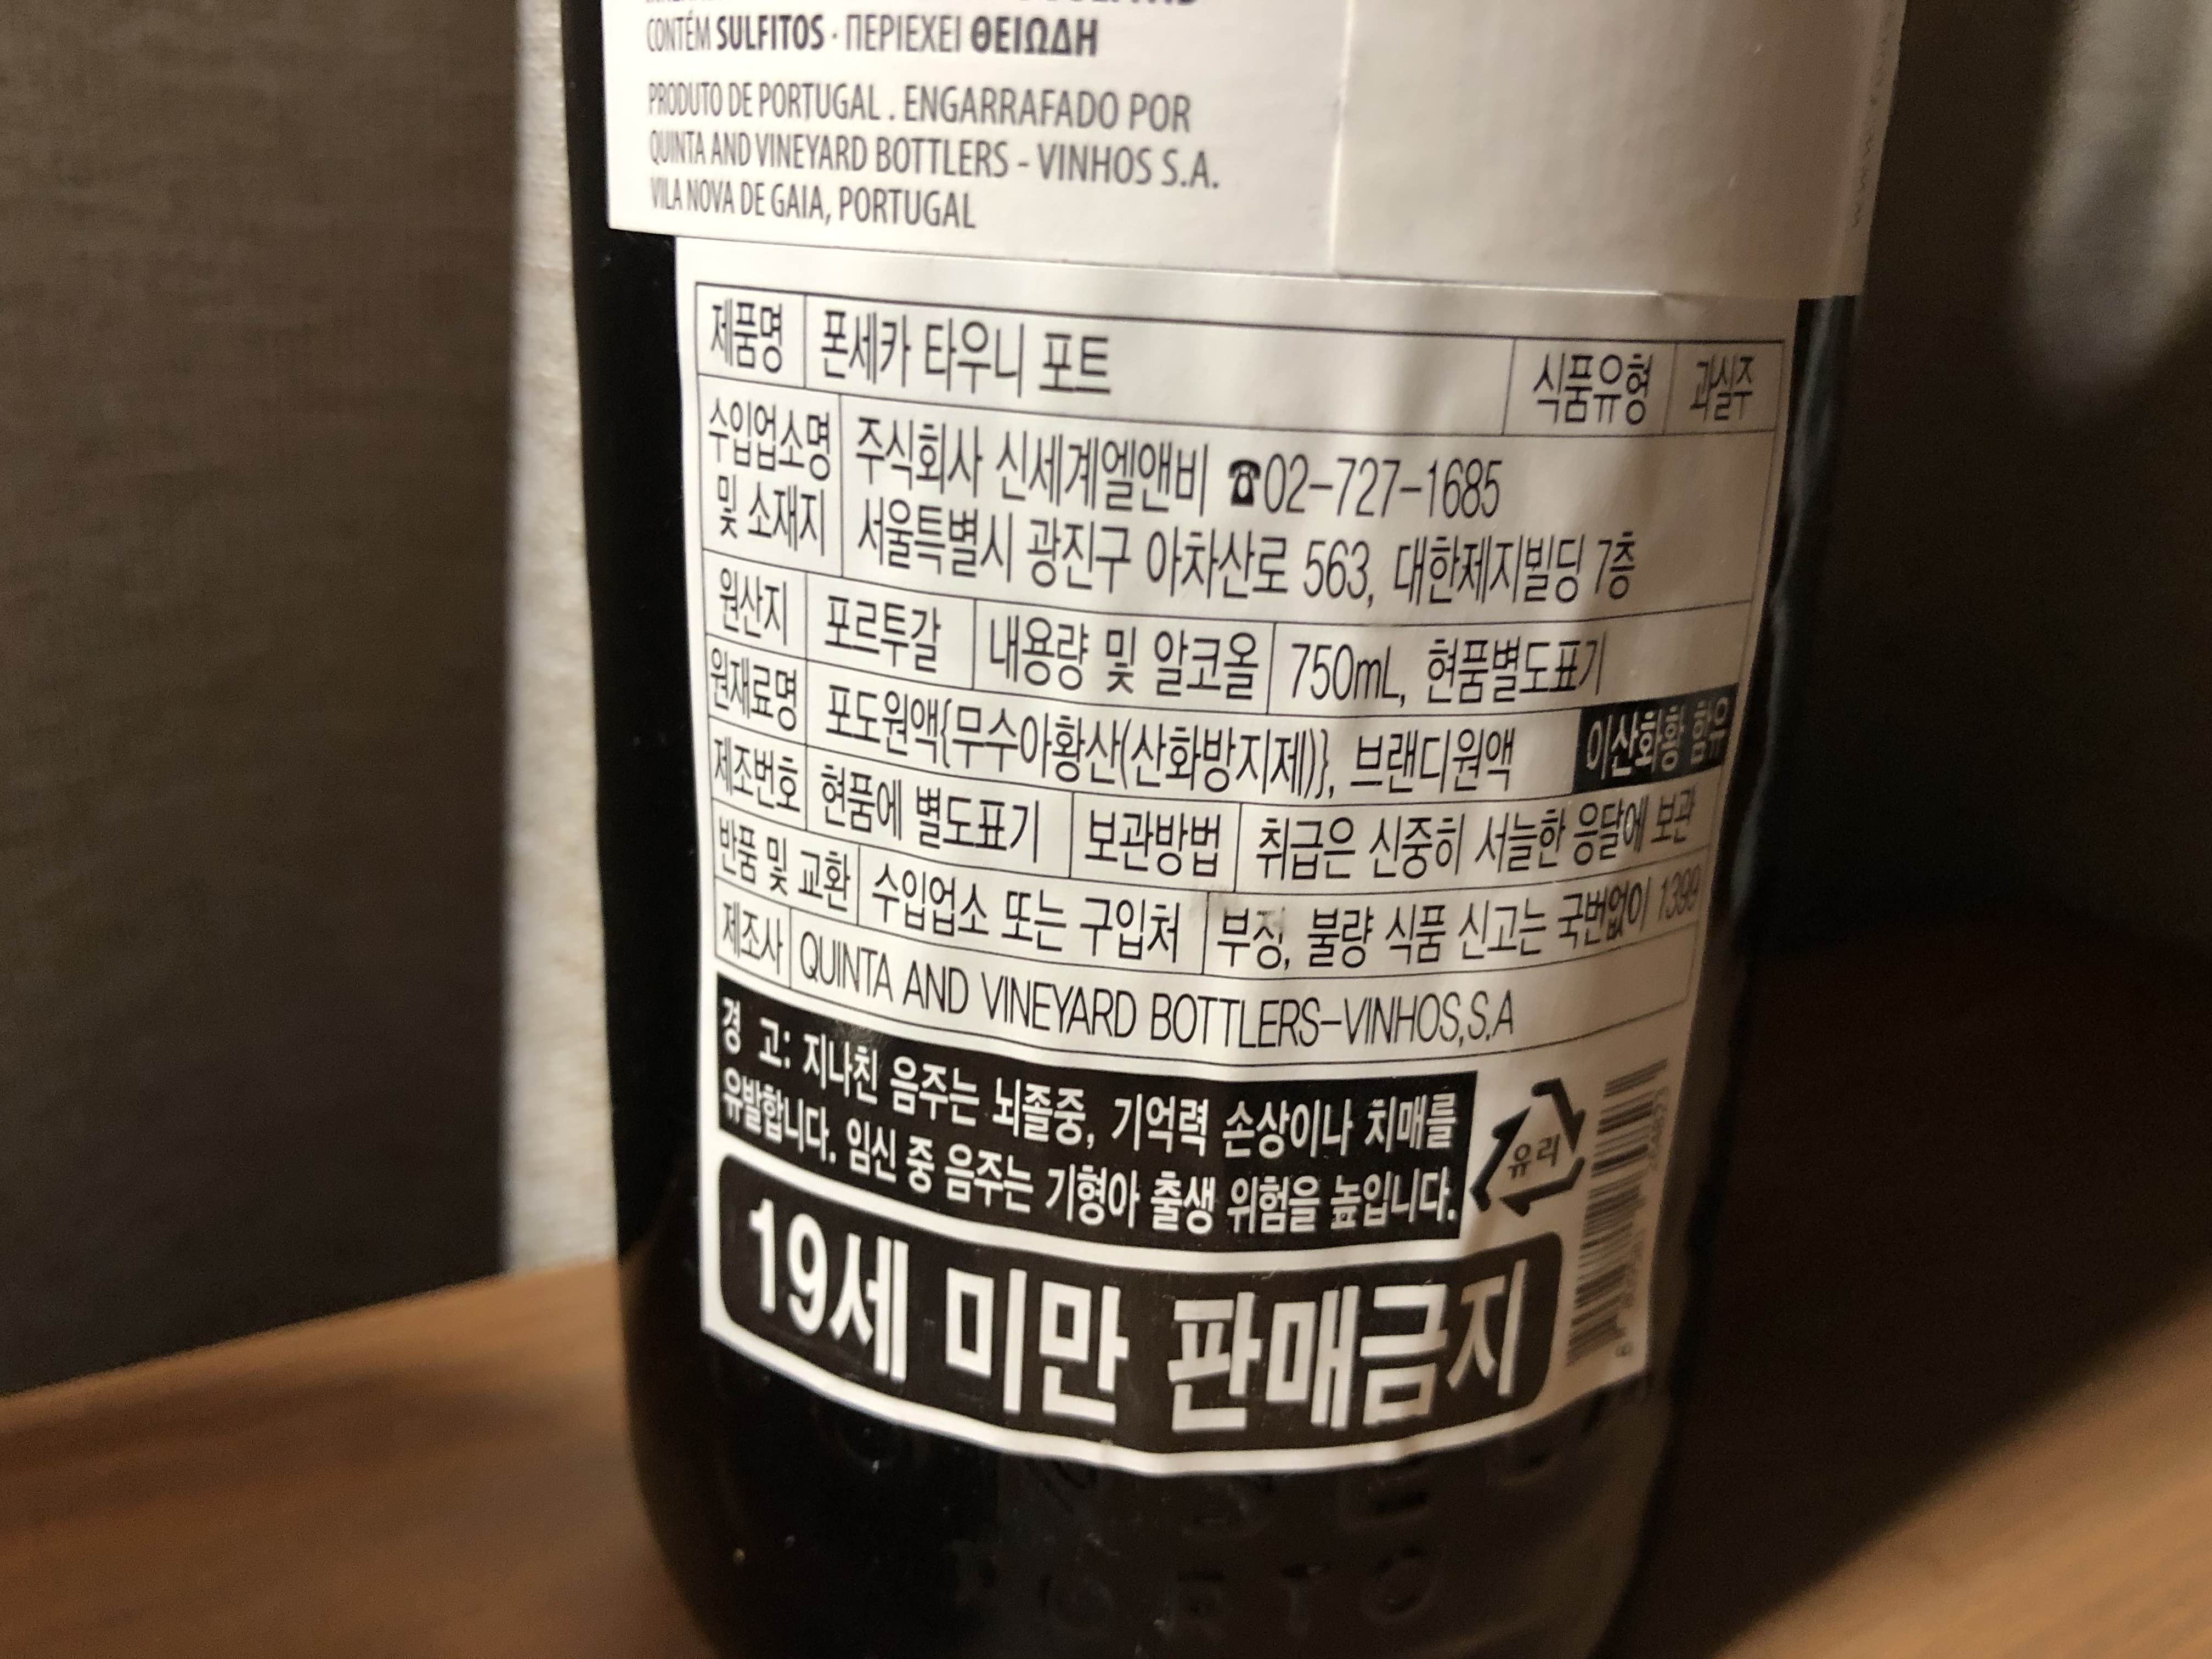 CONTÉM SULFITOS · ΠΕΡΙΕΧΕΙ ΘΕΙΩΔΗ
PRODUTO DE PORTUGAL . ENGARRAFADO POR
QUINTA AND VINEYARD BOTTLERS - VINHOS S.A.
VILA NOVA DE GAIA, PORTUGAL
제품명 폰세카 타우니 포트 식품유형 과실주
수입업소명 및 소재지 주식회사 신세계엘앤비 ☎02-727-1685
서울특별시 광진구 아차산로 563, 대한제지빌딩 7층
원산지 포르투갈 내용량 및 알코올 750mL, 현품별도표기
원재료명 포도원액{무수아황산(산화방지제)}, 브랜디원액 이산화황 함유
제조번호 현품에 별도표기 보관방법 취급은 신중히 서늘한 응달에 보관
반품 및 교환 수입업소 또는 구입처 부정, 불량 식품 신고는 국번없이 1399
제조사 QUINTA AND VINEYARD BOTTLERS-VINHOS,S.A
경 고: 지나친 음주는 뇌졸중, 기억력 손상이나 치매를
유발합니다. 임신 중 음주는 기형아 출생 위험을 높입니다.
유리
19세 미만 판매금지
PORTO